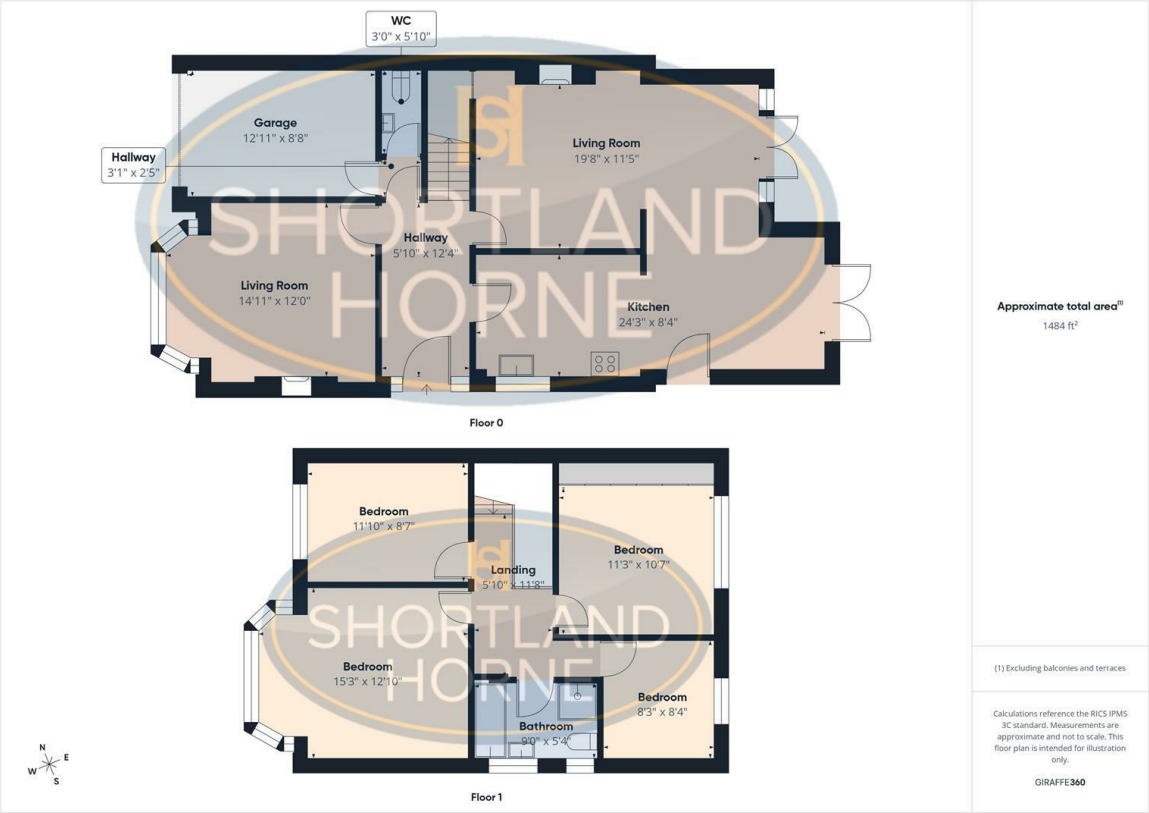 WC
3'0" x 5'10"
Garage
12'11" x 8'8"
Hallway
3'1" x 2'5"
Living Room
19'8" x 11'5"
Hallway
5'10" x 12'4"
Living Room
14'11" x 12'0"
Kitchen
24'3" x 8'4"
SHORTLAND
HORNE
Floor 0
Approximate total area(1)
1484 ft²
Bedroom
11'10" x 8'7"
Landing
5'10" x 11'8"
Bedroom
11'3" x 10'7"
SHORTLAND
HORNE
Bedroom
15'3" x 12'10"
Bedroom
8'3" x 8'4"
Bathroom
9'0" x 5'4"
Floor 1
N
E
W
S
(1) Excluding balconies and terraces
Calculations reference the RICS IPMS
3C standard. Measurements are
approximate and not to scale. This
floor plan is intended for illustration
only.
GIRAFFE360